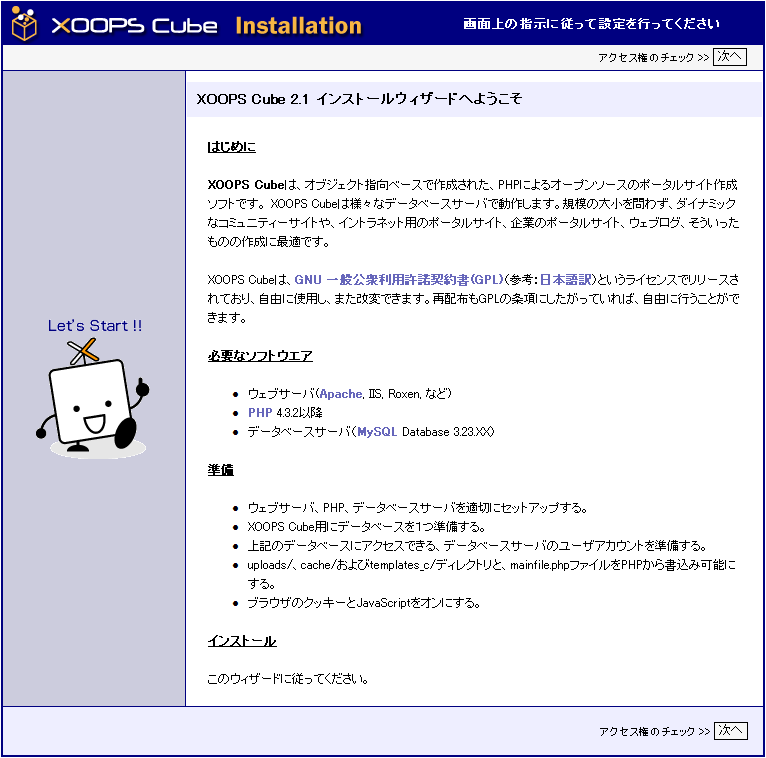 XOOPS Cube Installation
画面上の指示に従って設定を行ってください
アクセス権のチェック >> 次へ
XOOPS Cube 2.1 インストールウィザードへようこそ
はじめに
XOOPS Cubeは、オブジェクト指向ベースで作成された、PHPによるオープンソースのポータルサイト作成
ソフトです。 XOOPS Cubeは様々なデータベースサーバで動作します。規模の大小を問わず、ダイナミック
なコミュニティーサイトや、イントラネット用のポータルサイト、企業のポータルサイト、ウェブログ、そういった
ものの作成に最適です。
XOOPS Cubeは、GNU 一般公衆利用許諾契約書(GPL)(参考:日本語訳)というライセンスでリリースさ
れており、自由に使用し、また改変できます。再配布もGPLの条項にしたがっていれば、自由に行うことがで
きます。
Let's Start !!
必要なソフトウエア
• ウェブサーバ(Apache, IIS, Roxen, など)
• PHP 4.3.2以降
• データベースサーバ(MySQL Database 3.23.XX)
準備
• ウェブサーバ、PHP、データベースサーバを適切にセットアップする。
• XOOPS Cube用にデータベースを1つ準備する。
• 上記のデータベースにアクセスできる、データベースサーバのユーザアカウントを準備する。
• uploads/、cache/およびtemplates_c/ディレクトリと、mainfile.phpファイルをPHPから書込み可能に
する。
• ブラウザのクッキーとJavaScriptをオンにする。
インストール
このウィザードに従ってください。
アクセス権のチェック >> 次へ